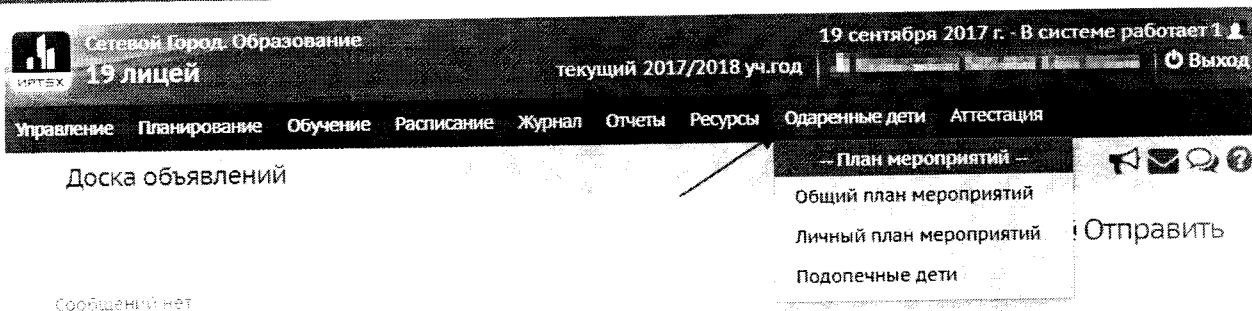 Сетевой Город. Образование
19 сентября 2017 г. - В системе работает 1
ИРТЕХ
19 лицей
текущий 2017/2018 уч.год
Выход
Управление Планирование Обучение Расписание Журнал Отчеты Ресурсы Одаренные дети Аттестация
Доска объявлений
-- План мероприятий --
Общий план мероприятий
Личный план мероприятий
Отправить
Подопечные дети
Сообщений нет